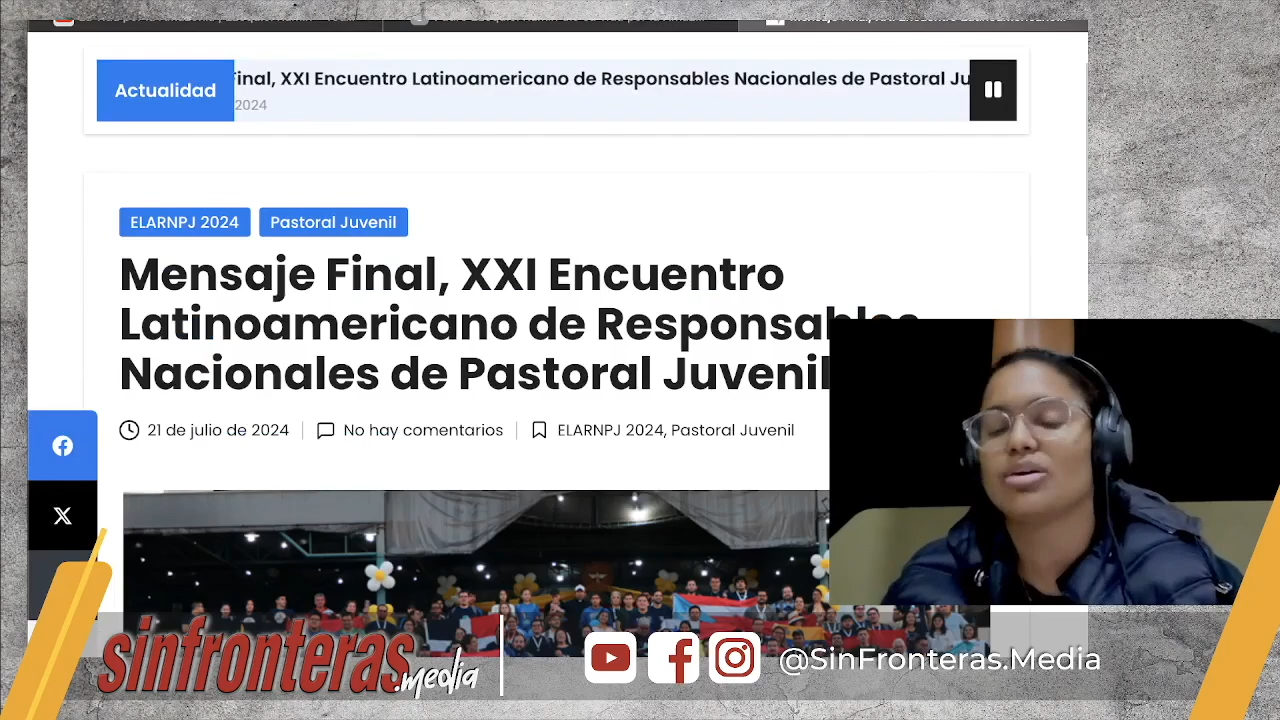 Actualidad
Final, XXI Encuentro Latinoamericano de Responsables Nacionales de Pastoral Ju
2024
ELARNPJ 2024
Pastoral Juvenil
Mensaje Final, XXI Encuentro
Latinoamericano de Responsables
Nacionales de Pastoral Juvenil
21 de julio de 2024
No hay comentarios
ELARNPJ 2024, Pastoral Juvenil
sinfronteras
.media
@SinFronteras.Media